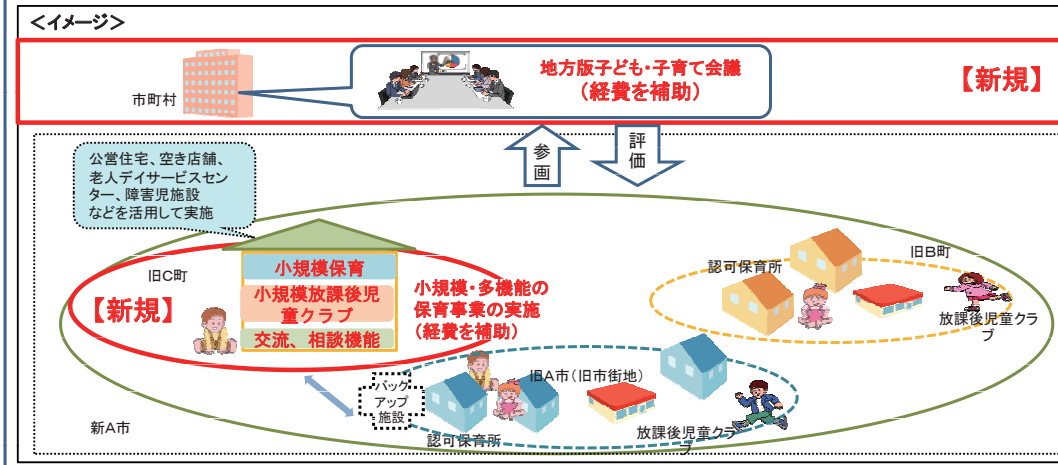 ＜イメージ＞
市町村
地方版子ども・子育て会議
（経費を補助）
【新規】
参画
評価
公営住宅、空き店舗、
老人デイサービスセン
ター、障害児施設
などを活用して実施
旧C町
【新規】
小規模保育
小規模放課後児
童クラブ
交流、相談機能
小規模・多機能の
保育事業の実施
（経費を補助）
旧B町
認可保育所
放課後児童クラ
ブ
バック
アップ
施設
旧A市（旧市街地）
認可保育所
放課後児童クラ
ブ
新A市